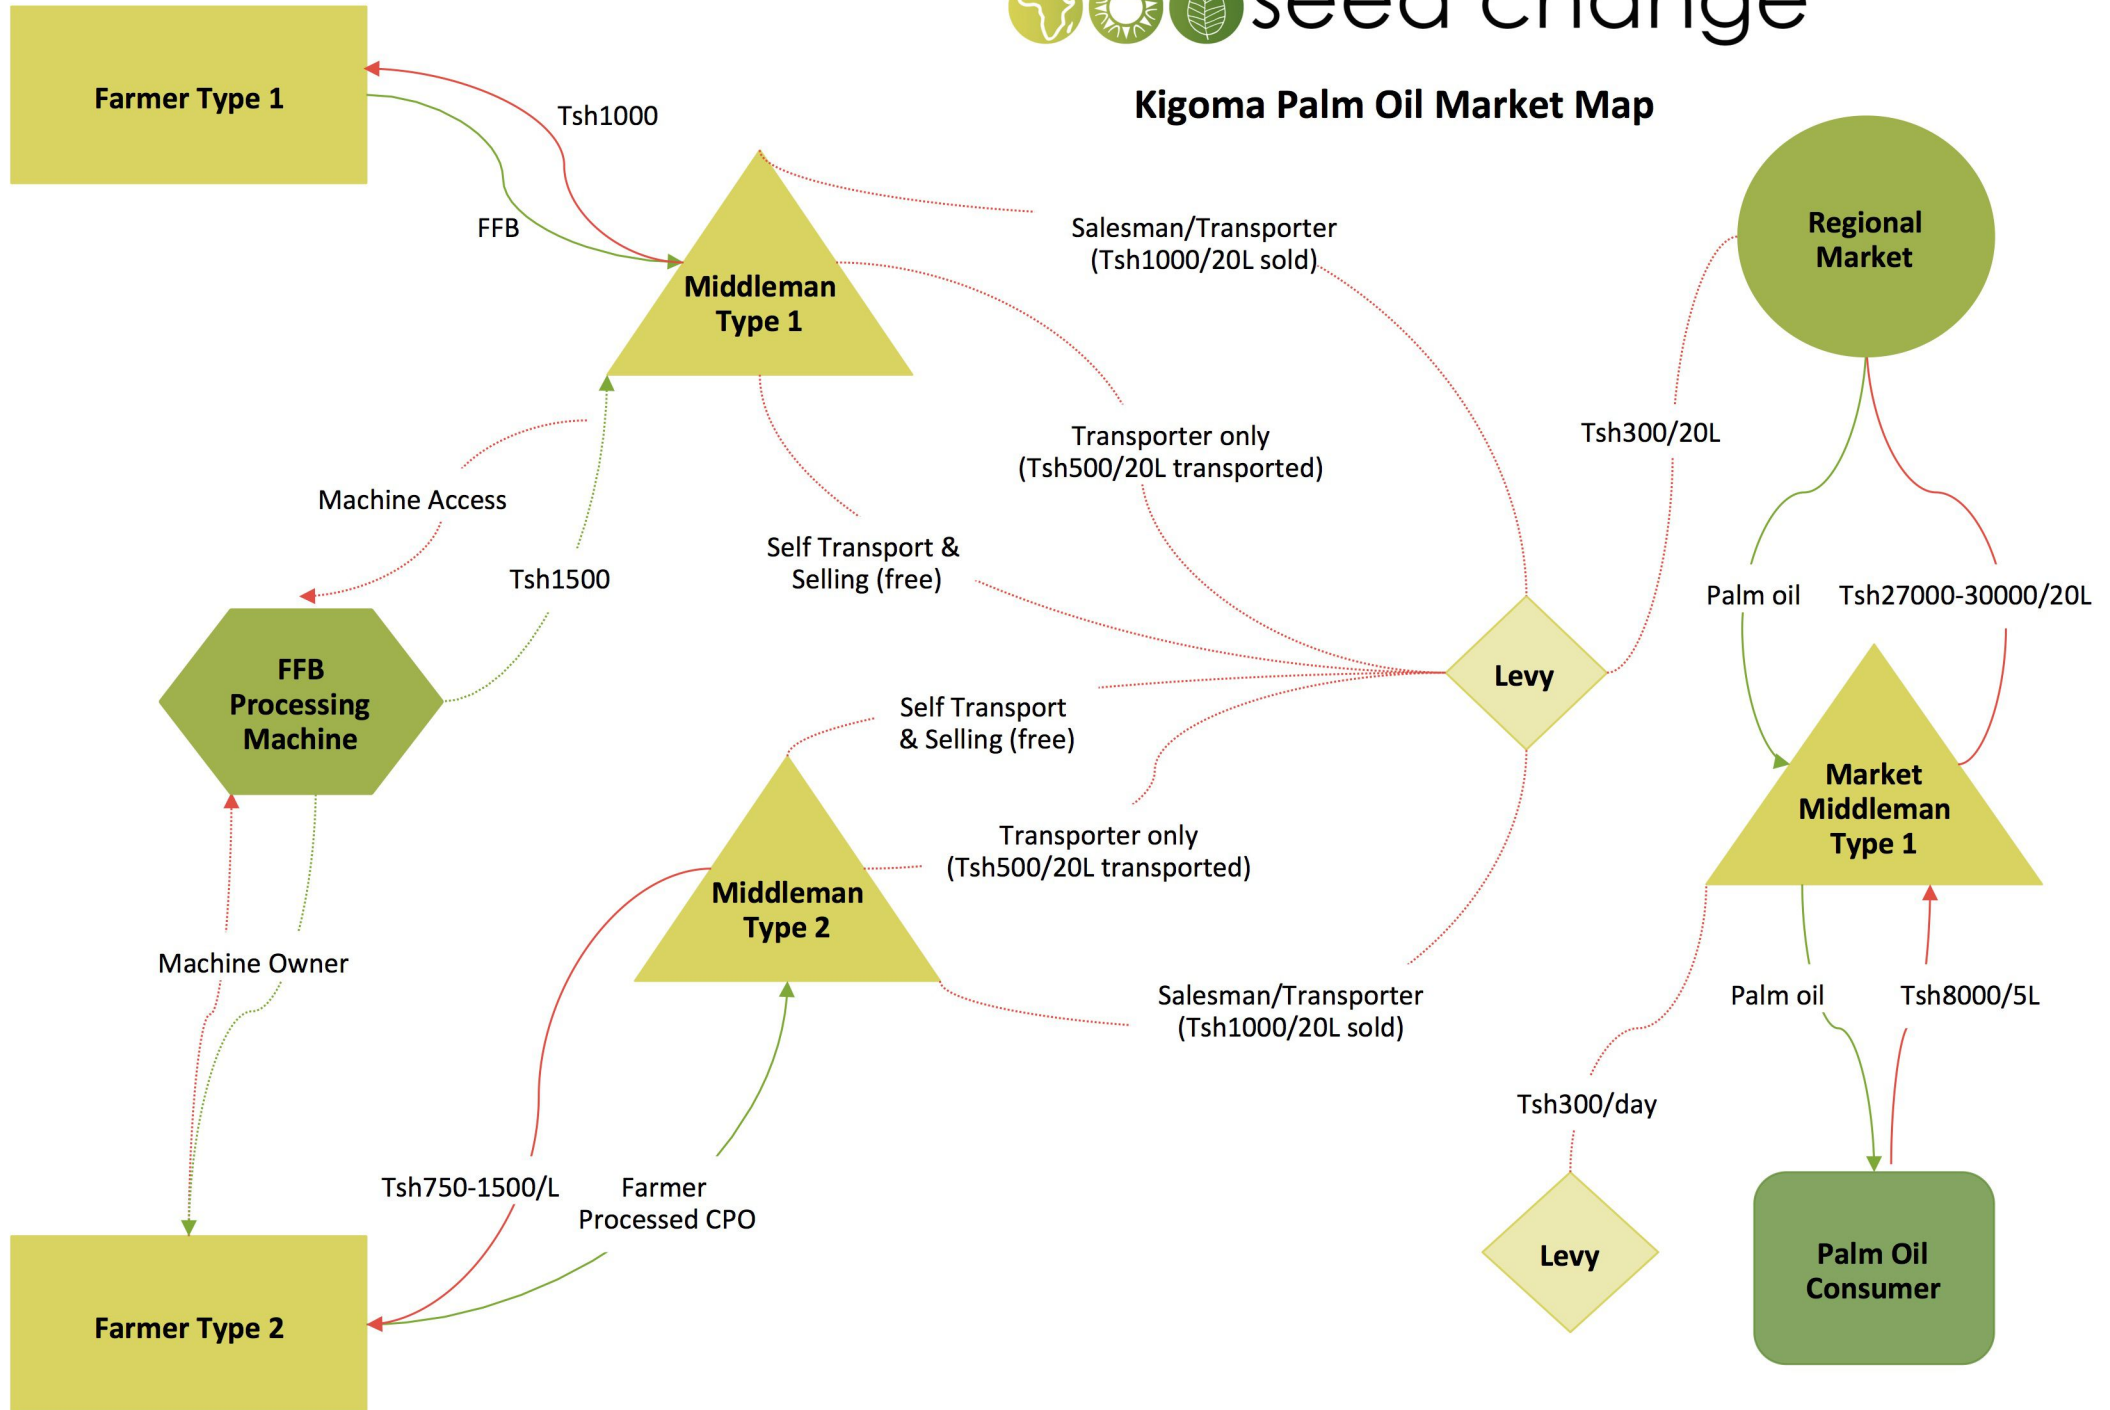 seed change
Kigoma Palm Oil Market Map
Farmer Type 1
Tsh1000
FFB
Middleman
Type 1
Salesman/Transporter
(Tsh1000/20L sold)
Regional
Market
Transporter only
(Tsh500/20L transported)
Tsh300/20L
Machine Access
Self Transport &
Selling (free)
Tsh1500
Palm oil
Tsh27000-30000/20L
FFB
Processing
Machine
Levy
Self Transport
& Selling (free)
Market
Middleman
Type 1
Transporter only
(Tsh500/20L transported)
Middleman
Type 2
Machine Owner
Salesman/Transporter
(Tsh1000/20L sold)
Palm oil
Tsh8000/5L
Tsh300/day
Tsh750-1500/L
Farmer
Processed CPO
Levy
Palm Oil
Consumer
Farmer Type 2